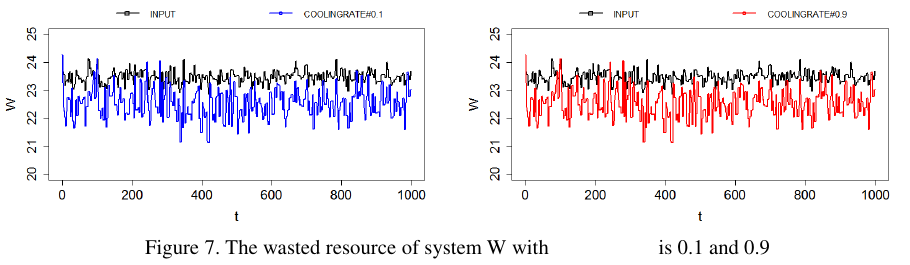 INPUT COOLINGRATE#0.1 INPUT COOLINGRATE#0.9
25 25
24 24
23 23
W W
22 22
21 21
20 20
0 200 400 600 800 1000 0 200 400 600 800 1000
t t
Figure 7. The wasted resource of system W with is 0.1 and 0.9